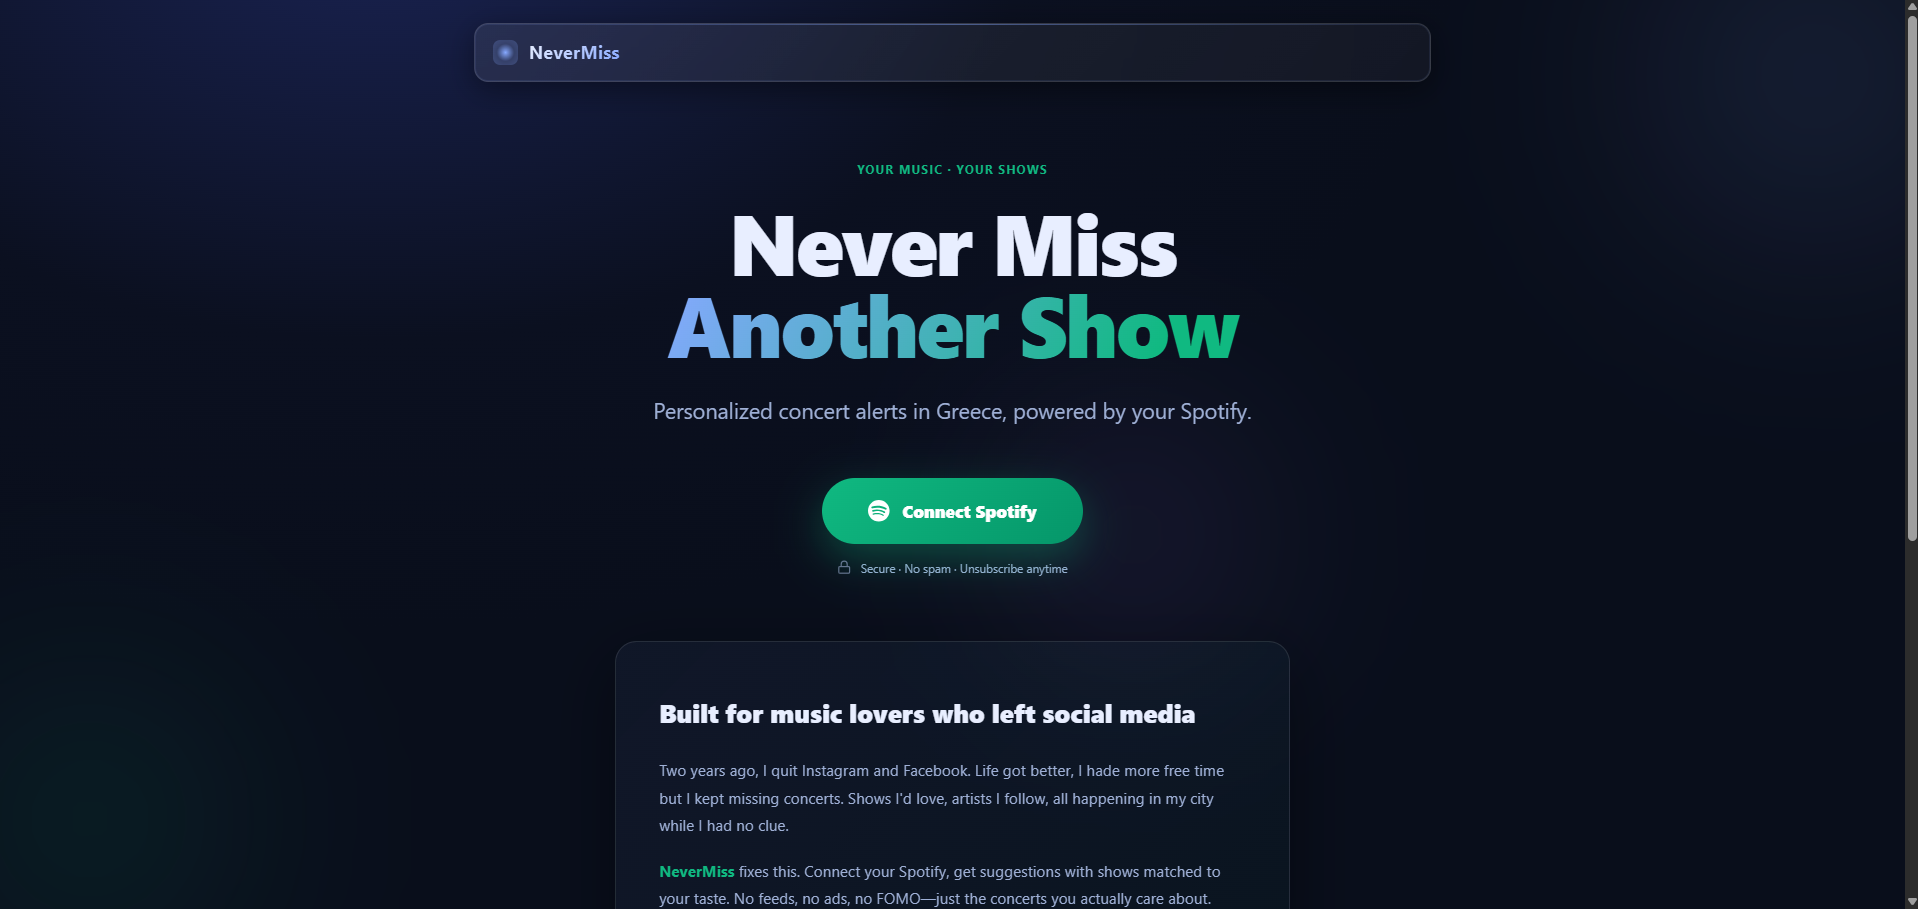 NeverMiss
YOUR MUSIC · YOUR SHOWS
Never Miss
Another Show
Personalized concert alerts in Greece, powered by your Spotify.
Connect Spotify
Secure · No spam · Unsubscribe anytime
Built for music lovers who left social media
Two years ago, I quit Instagram and Facebook. Life got better, I hade more free time
but I kept missing concerts. Shows I'd love, artists I follow, all happening in my city
while I had no clue.
NeverMiss fixes this. Connect your Spotify, get suggestions with shows matched to
your taste. No feeds, no ads, no FOMO—just the concerts you actually care about.